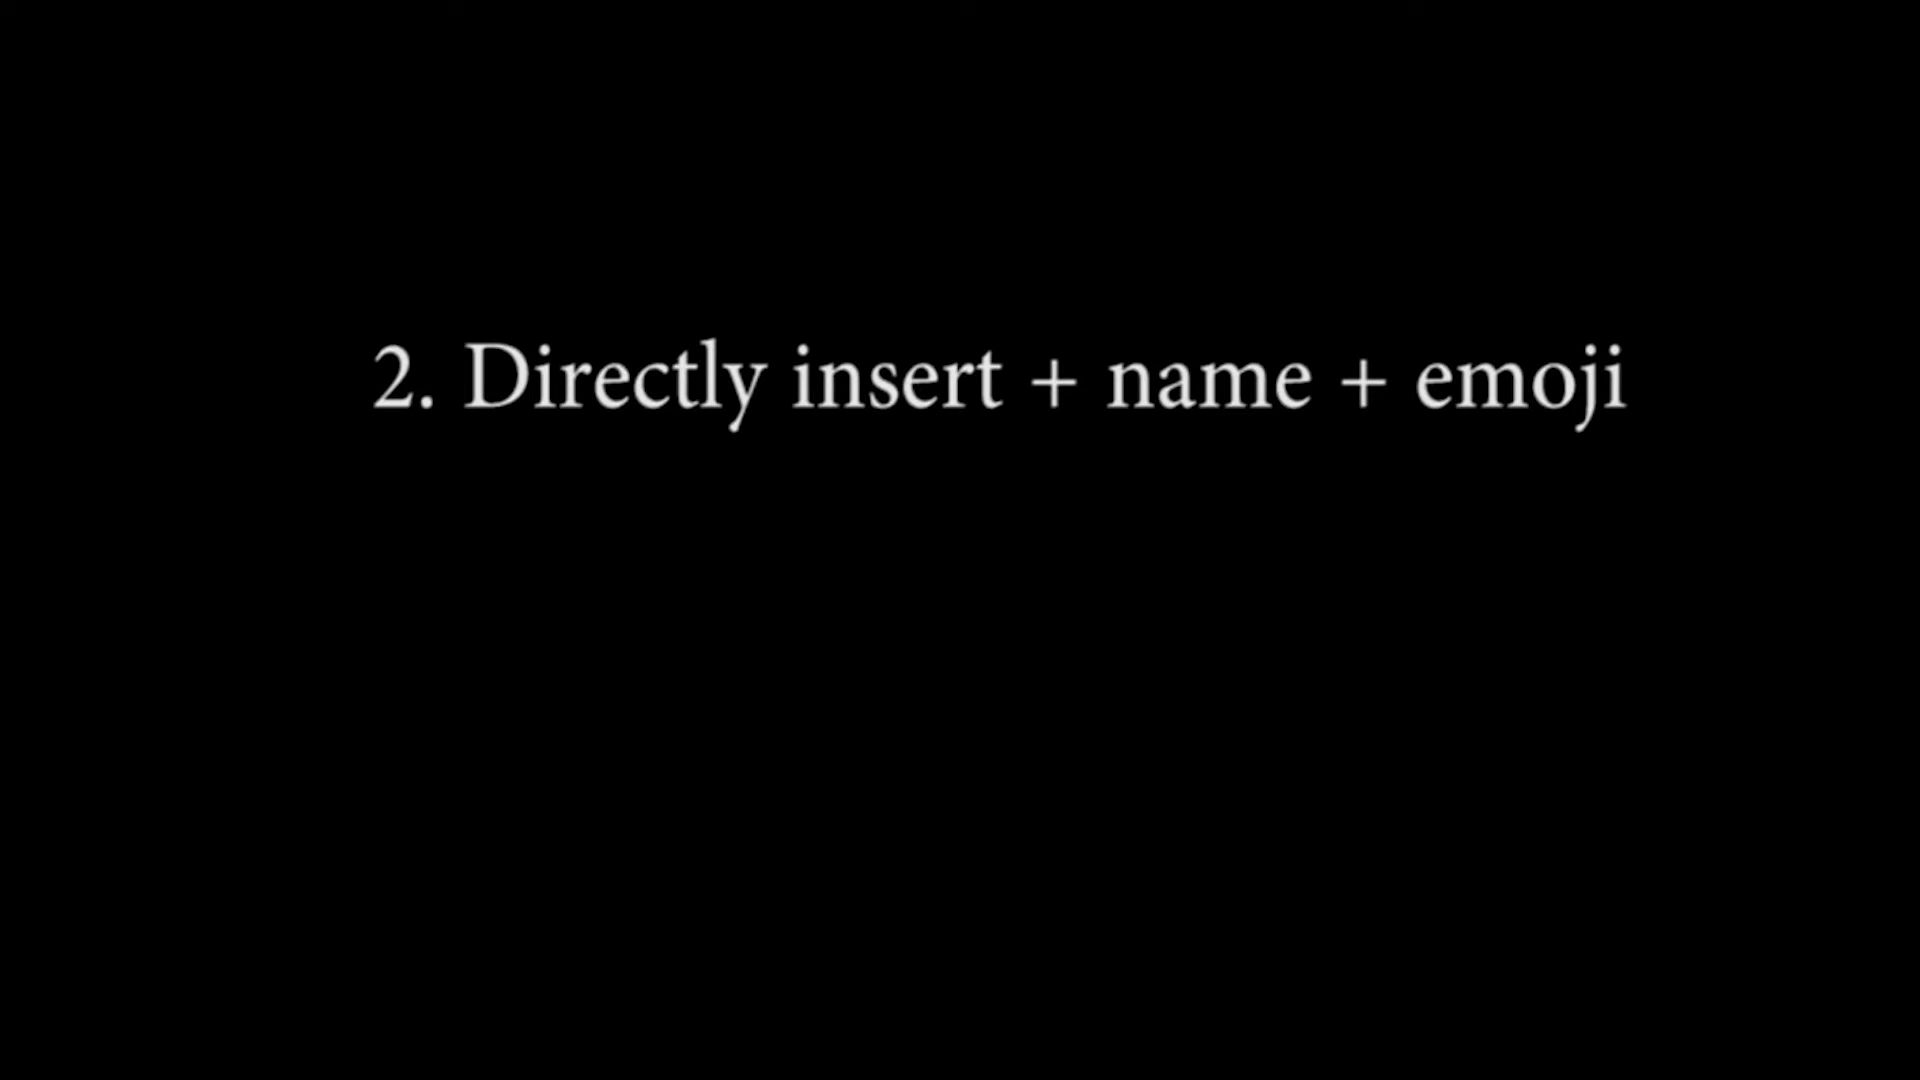 2. Directly insert + name + emoji